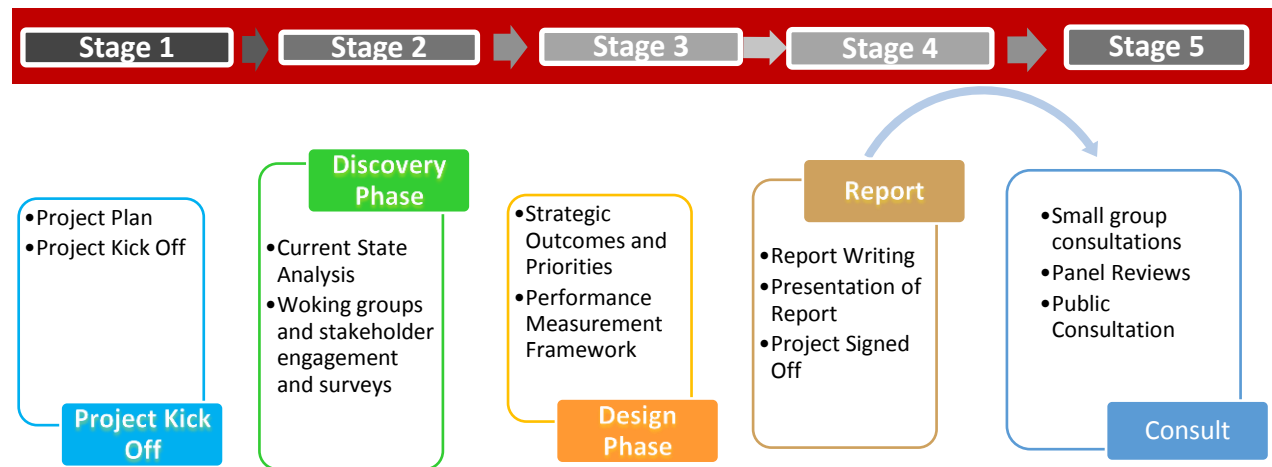 Stage 1
Stage 2
Stage 3
Stage 4
Stage 5
•Project Plan
•Project Kick Off
Project Kick
Off
Discovery
Phase
•Current State
Analysis
•Woking groups
and stakeholder
engagement
and surveys
•Strategic
Outcomes and
Priorities
•Performance
Measurement
Framework
Design
Phase
Report
•Report Writing
•Presentation of
Report
•Project Signed
Off
•Small group
consultations
•Panel Reviews
•Public
Consultation
Consult